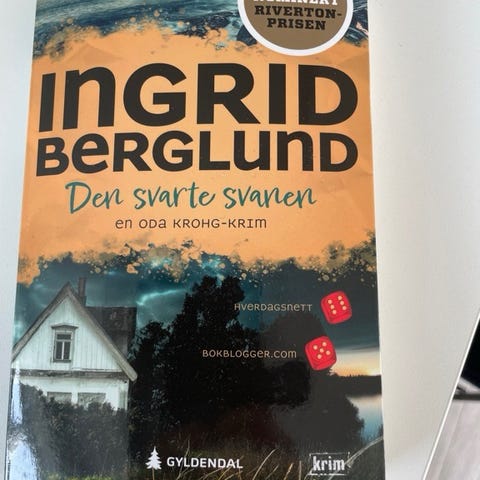 RIVERTON-
PRISEN
INGRID
BERGLUND
Den svarte svanen
en ODA KROHG-KRIM
HVERDAGSNETT
BOKBLOGGER.COM
GYLDENDAL
krim